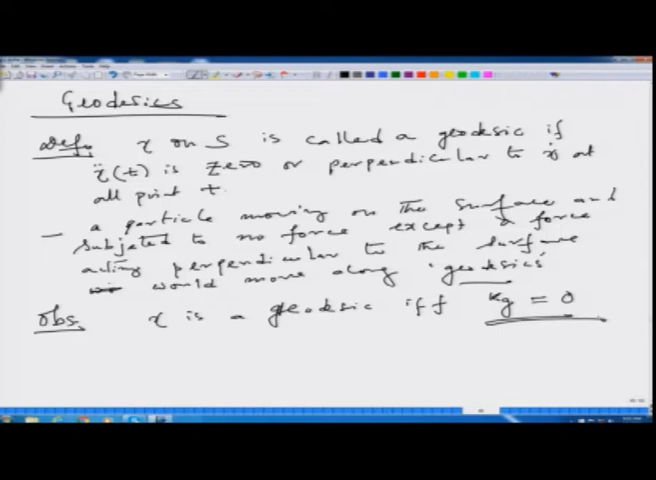 Geodesics
Defn γ on S is called a geodesic if
γ̈(t) is zero or perpendicular to γ̇ at
all point t.
— a particle moving on the surface and
subjected to no force except a force
acting perpendicular to the surface
would move along 'geodesics'
Obs. γ is a geodesic iff κg = 0